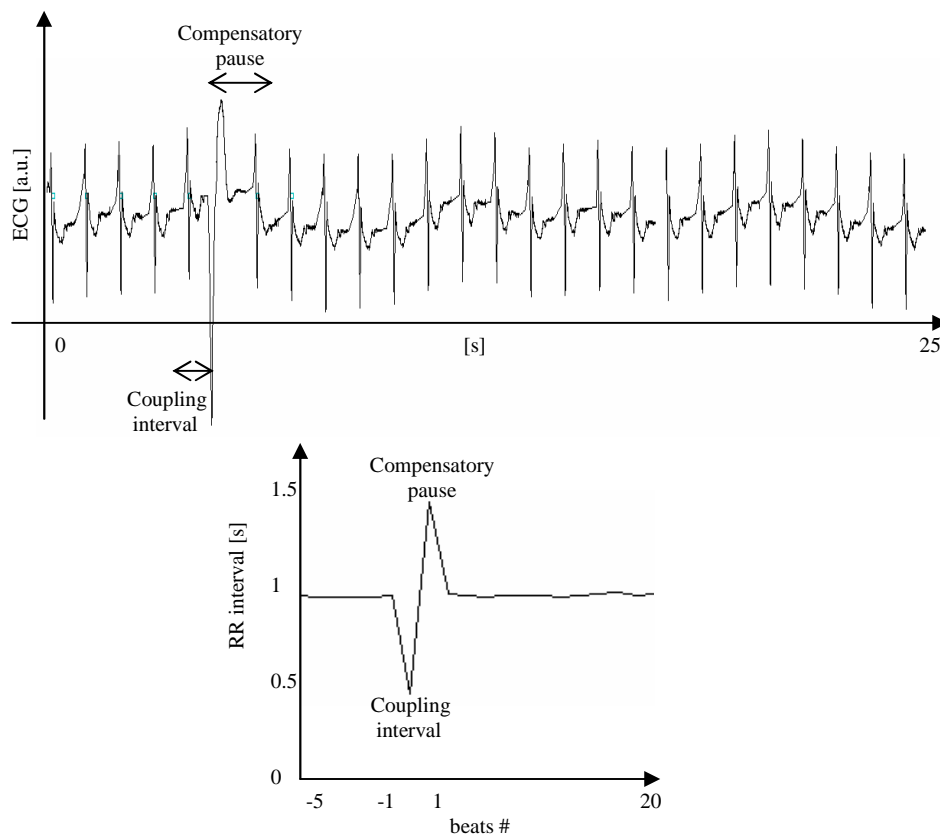 Compensatory
pause
ECG [a.u.]
0
[s]
25
Coupling
interval
Compensatory
pause
1.5
RR interval [s]
1
0.5
Coupling
interval
0
-5
-1
1
20
beats #